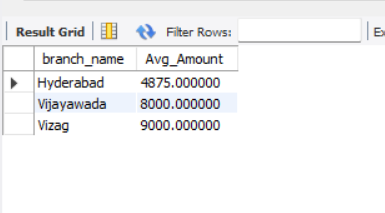 Result Grid Filter Rows: Ex
branch_name Avg_Amount
Hyderabad 4875.000000
Vijayawada 8000.000000
Vizag 9000.000000